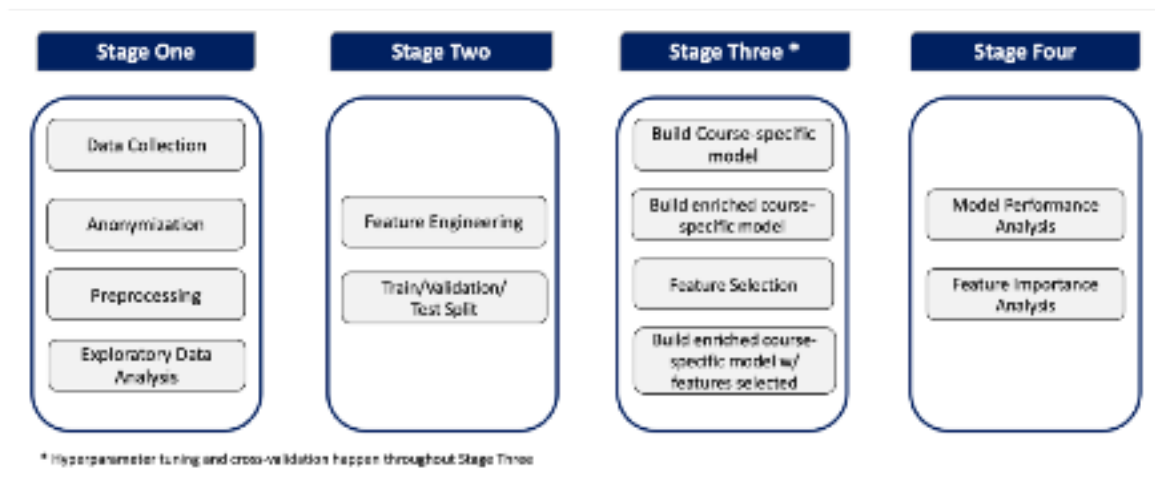 Stage One
Data Collection
Anonymization
Preprocessing
Exploratory Data
Analysis
Stage Two
Feature Engineering
Train/Validation/
Test Split
Stage Three *
Build Course-specific
model
Build enriched course-
specific model
Feature Selection
Build enriched course-
specific model w/
features selected
Stage Four
Model Performance
Analysis
Feature Importance
Analysis
* Hyperparameter tuning and cross-validation happen throughout Stage Three